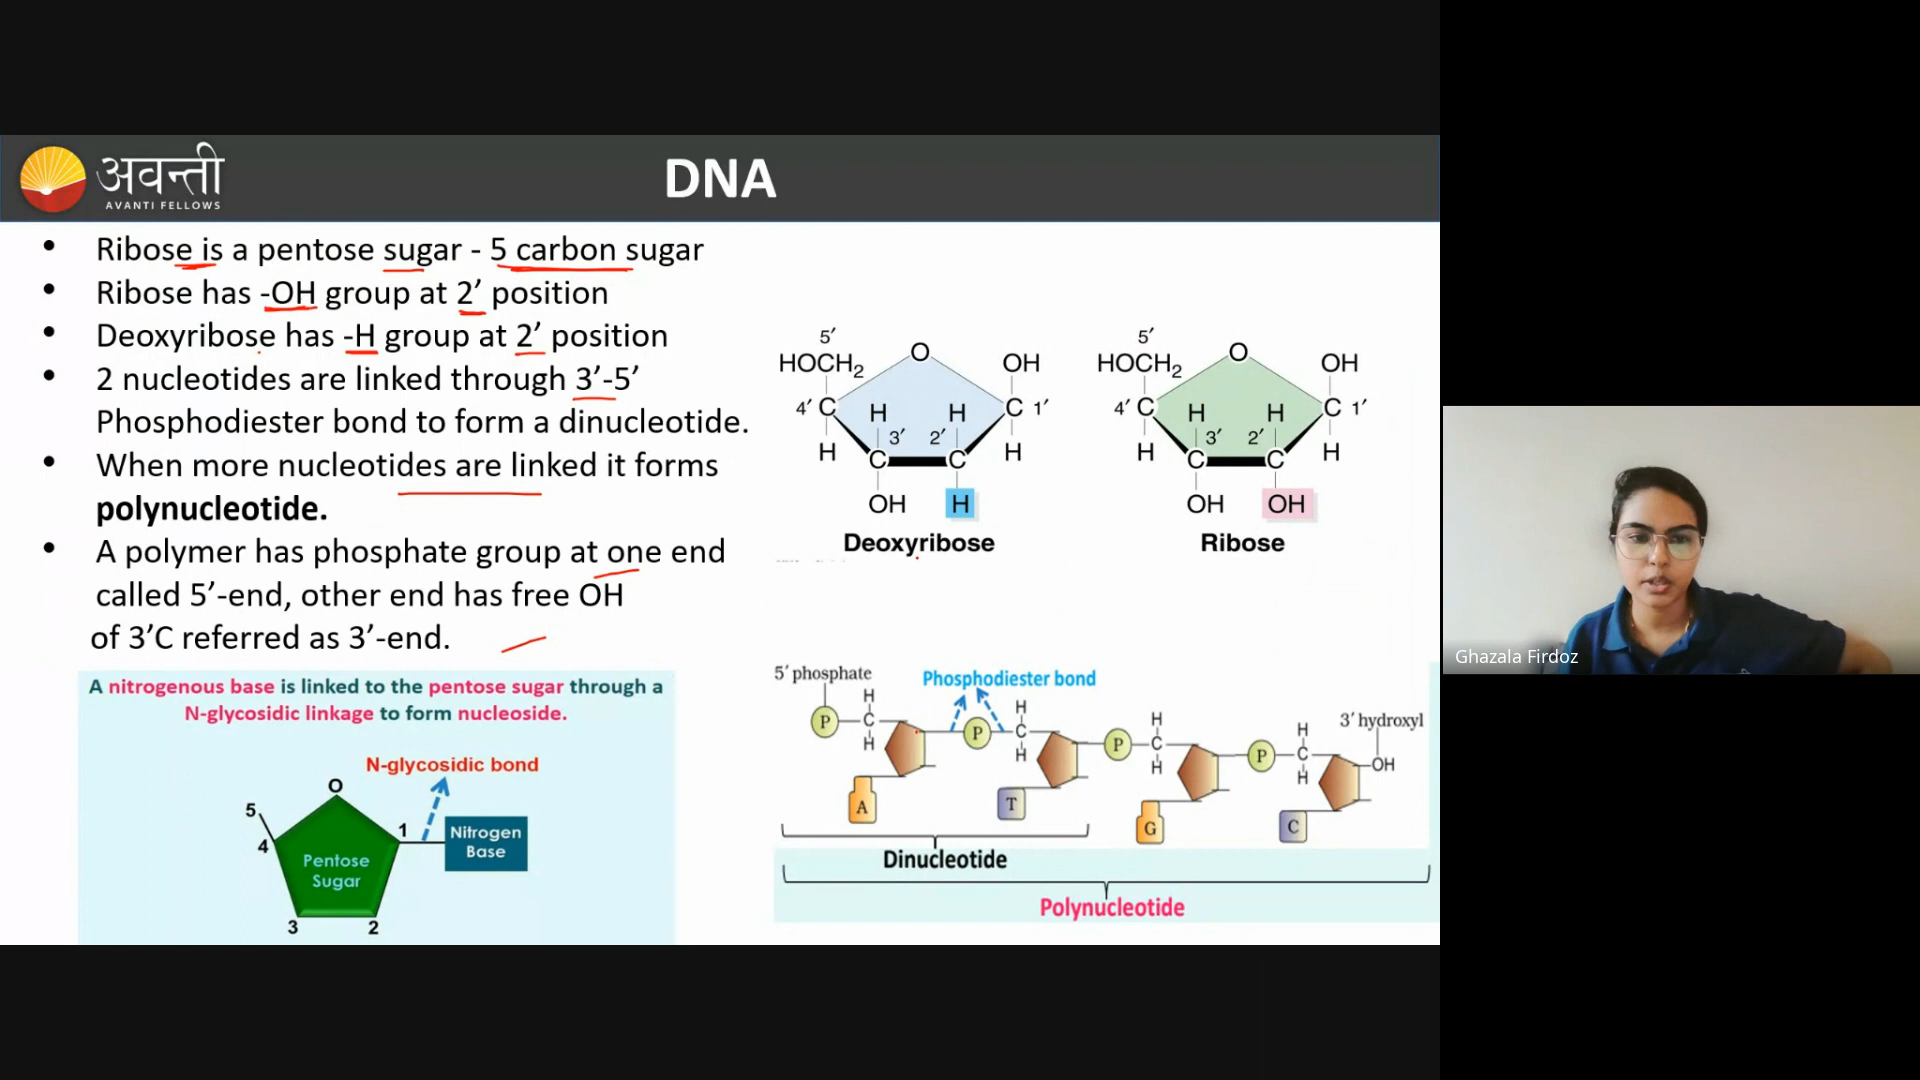 अवन्ती
AVANTI FELLOWS
DNA
• Ribose is a pentose sugar - 5 carbon sugar
• Ribose has -OH group at 2′ position
• Deoxyribose has -H group at 2′ position
• 2 nucleotides are linked through 3′-5′
Phosphodiester bond to form a dinucleotide.
• When more nucleotides are linked it forms
polynucleotide.
• A polymer has phosphate group at one end
called 5′-end, other end has free OH
of 3′C referred as 3′-end.
A nitrogenous base is linked to the pentose sugar through a
N-glycosidic linkage to form nucleoside.
N-glycosidic bond
O
5
4
1
Nitrogen
Base
Pentose
Sugar
3
2
5′
HOCH2
O
OH
4′ C
H
H
C 1′
3′
2′
H
C
C
H
OH
H
Deoxyribose
5′
HOCH2
O
OH
4′ C
H
H
C 1′
3′
2′
H
C
C
H
OH
OH
Ribose
5′ phosphate
Phosphodiester bond
3′ hydroxyl
P
H
C
H
P
H
C
H
P
H
C
H
P
H
C
H
OH
A
T
G
C
Dinucleotide
Polynucleotide
Ghazala Firdoz